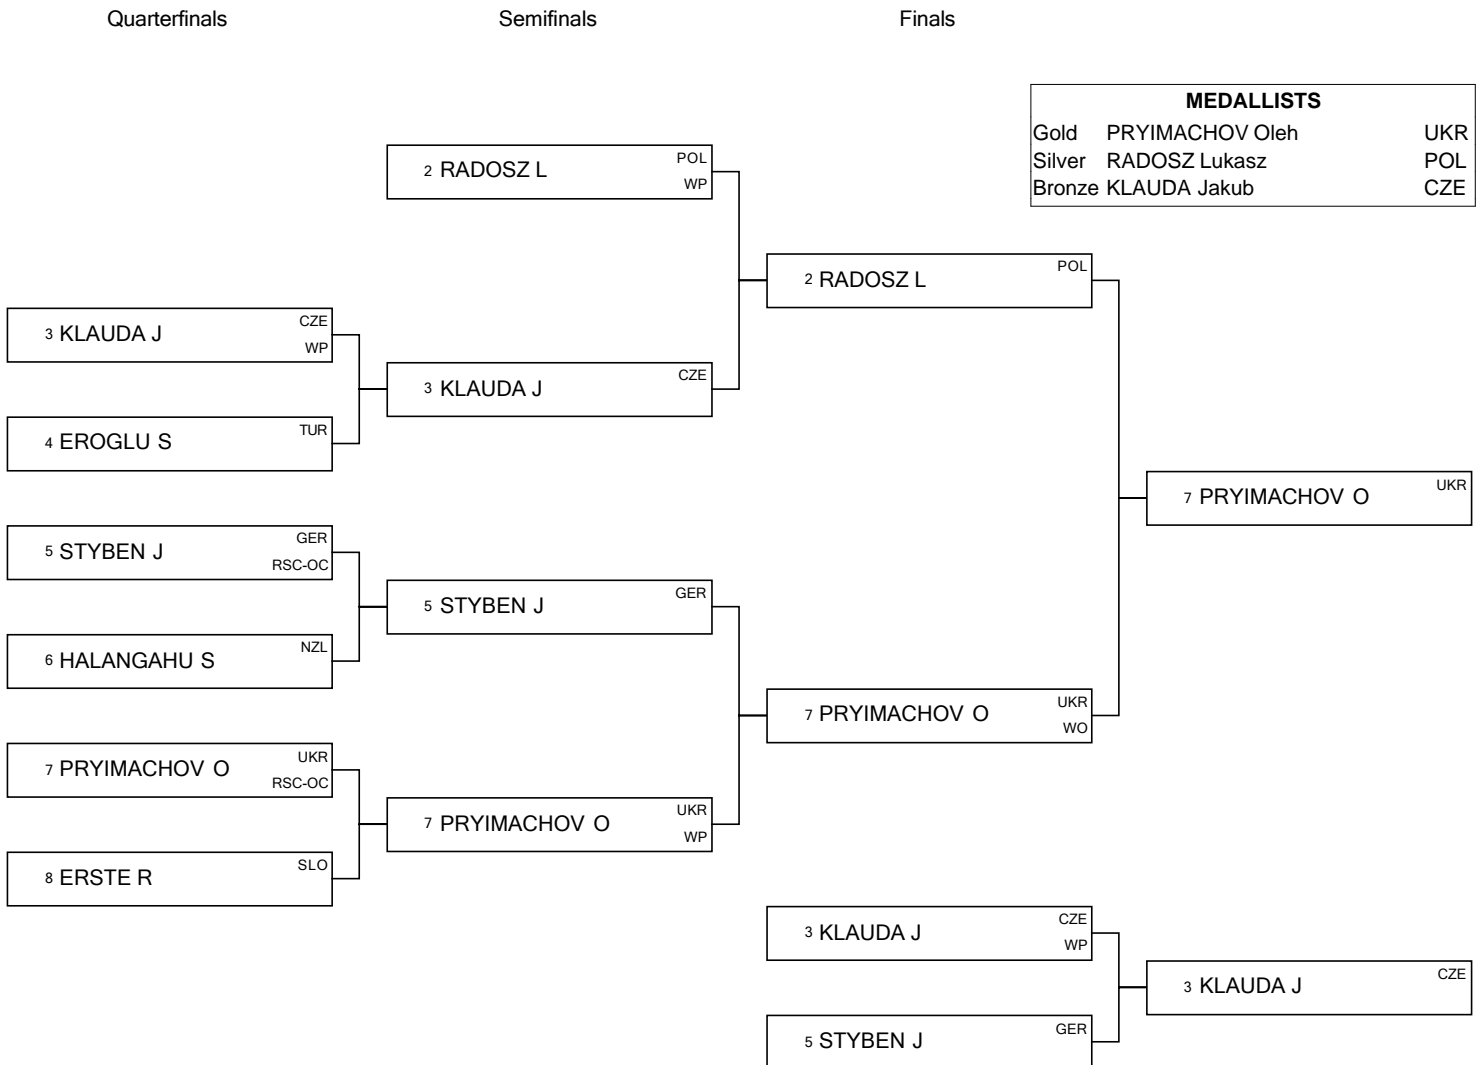 Quarterfinals Semifinals Finals
MEDALLISTS
Gold PRYIMACHOV Oleh UKR
Silver RADOSZ Lukasz POL
Bronze KLAUDA Jakub CZE
2 RADOSZ L POL
WP
2 RADOSZ L POL
3 KLAUDA J CZE
WP
3 KLAUDA J CZE
4 EROGLU S TUR
7 PRYIMACHOV O UKR
5 STYBEN J GER
RSC-OC
5 STYBEN J GER
6 HALANGAHU S NZL
7 PRYIMACHOV O UKR
WO
7 PRYIMACHOV O UKR
RSC-OC
7 PRYIMACHOV O UKR
WP
8 ERSTE R SLO
3 KLAUDA J CZE
WP
3 KLAUDA J CZE
5 STYBEN J GER